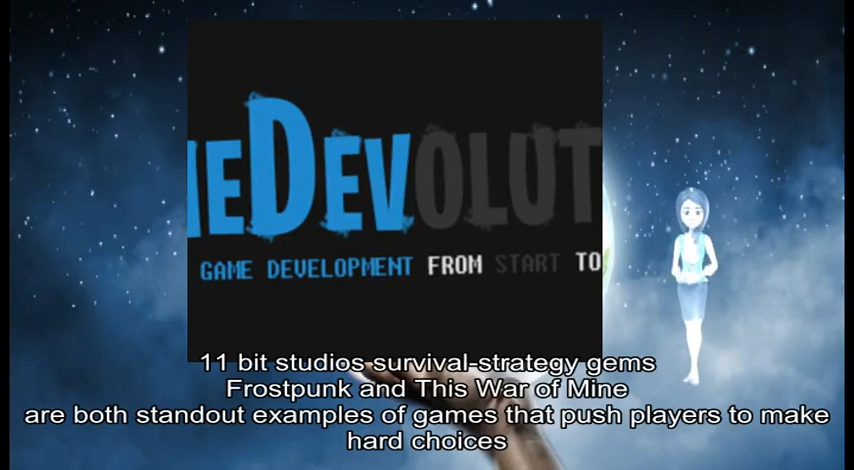 MEDEVOLUT
GAME DEVELOPMENT FROM START TO
11 bit studios survival-strategy gems
Frostpunk and This War of Mine
are both standout examples of games that push players to make
hard choices